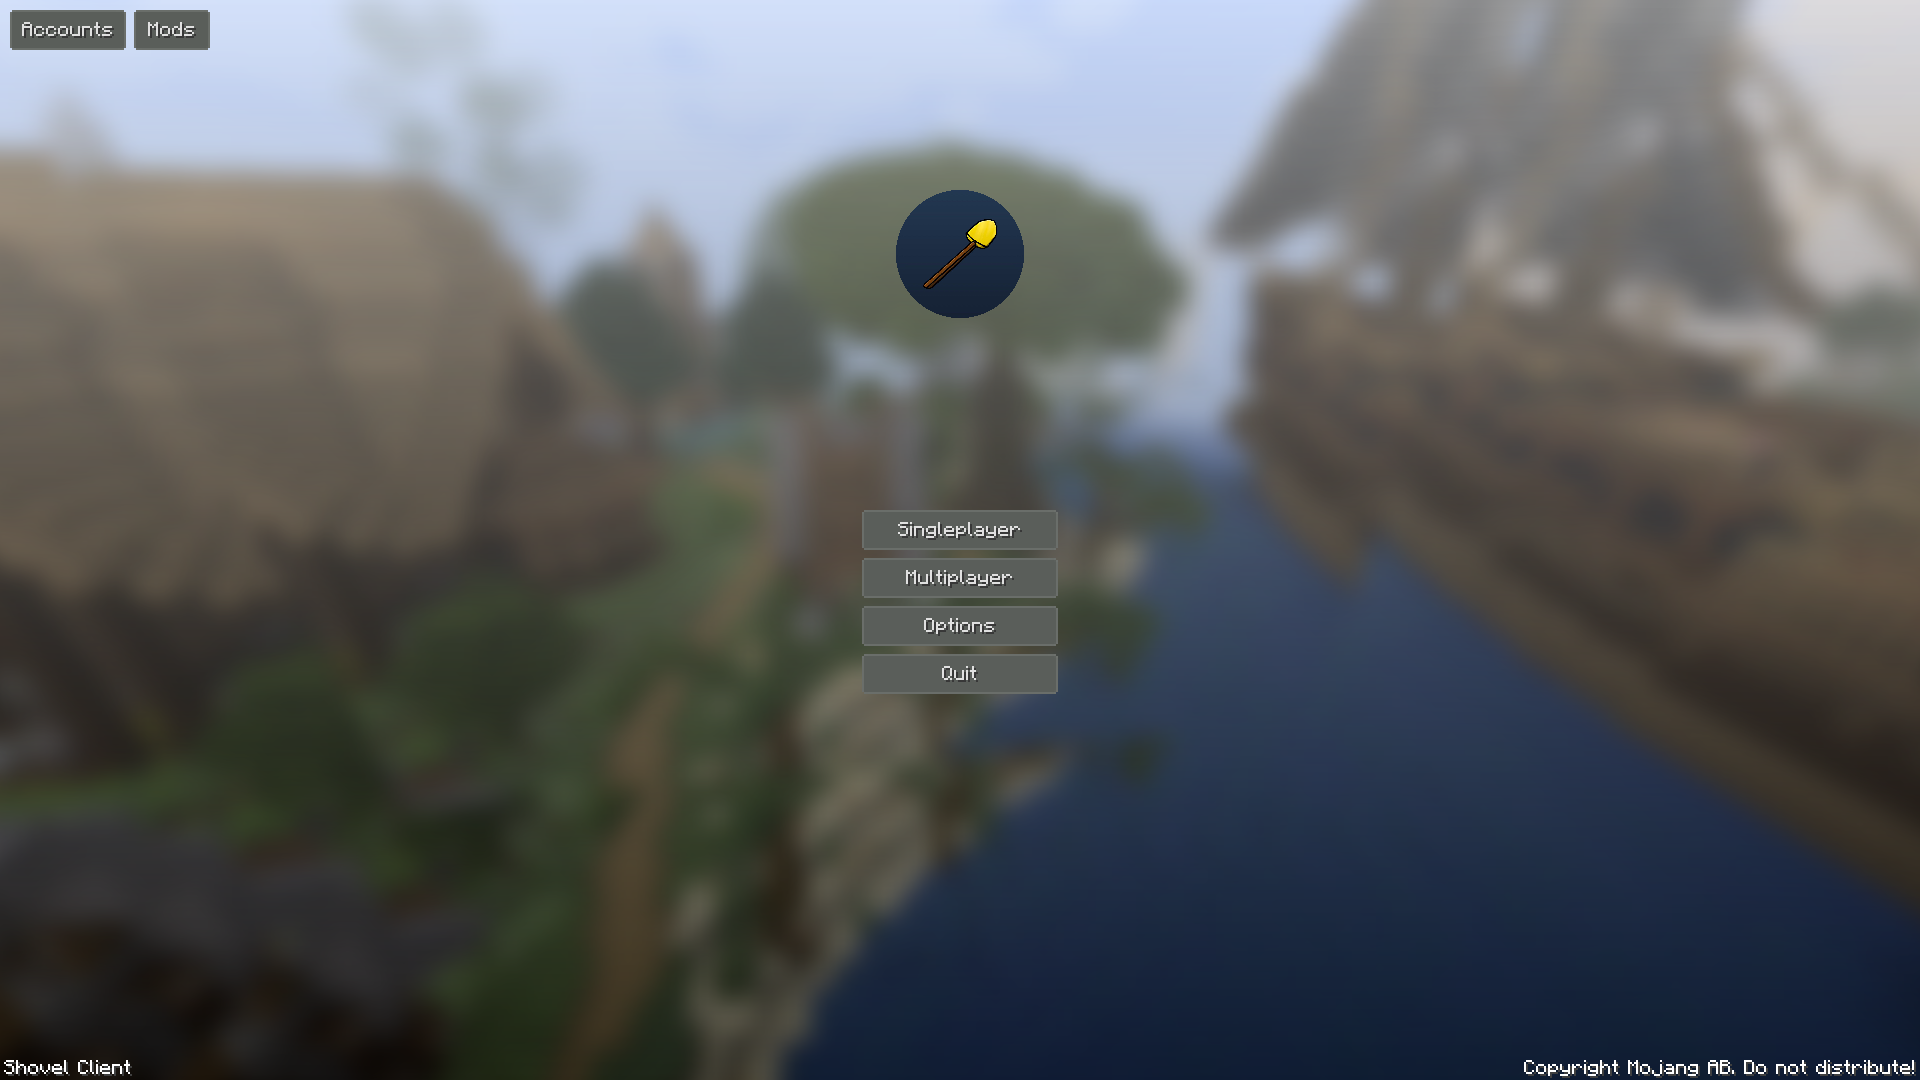 Accounts
Mods
Singleplayer
Multiplayer
Options
Quit
Shovel Client
Copyright Mojang AB. Do not distribute!